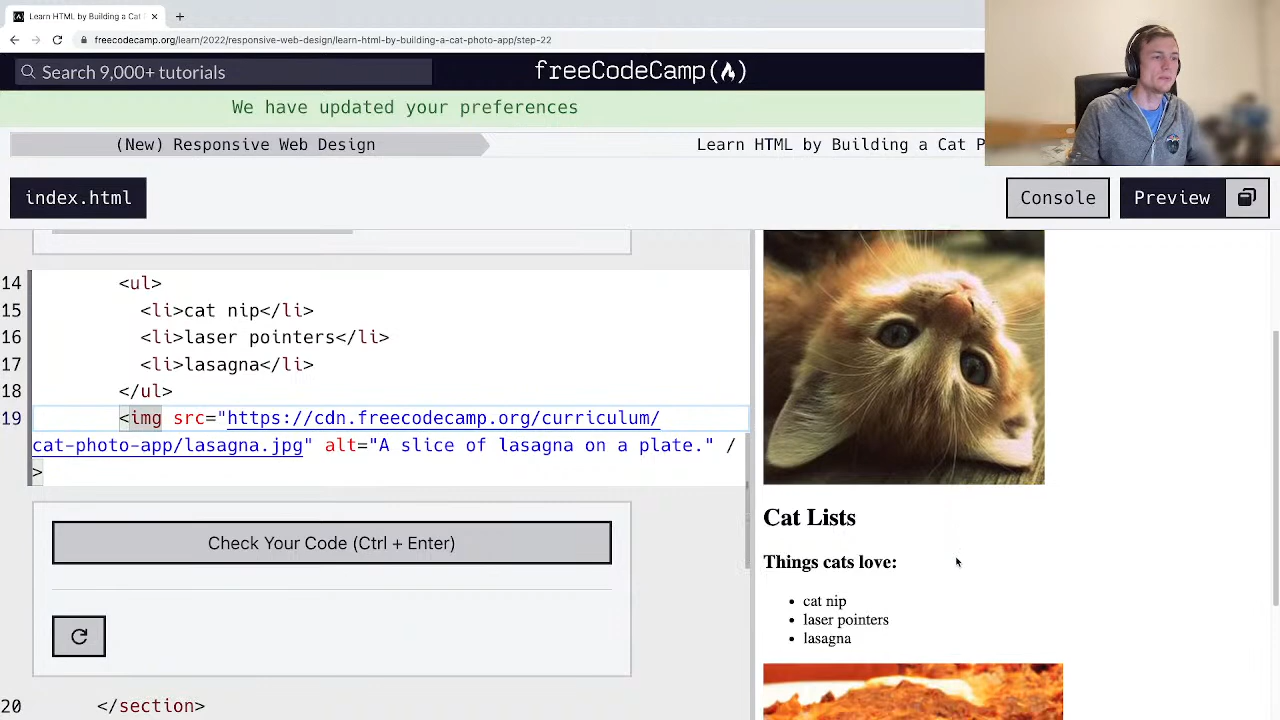 Learn HTML by Building a Cat
freecodecamp.org/learn/2022/responsive-web-design/learn-html-by-building-a-cat-photo-app/step-22
Search 9,000+ tutorials
freeCodeCamp
We have updated your preferences
(New) Responsive Web Design
Learn HTML by Building a Cat P
index.html
Console
Preview
14 <ul>
15 <li>cat nip</li>
16 <li>laser pointers</li>
17 <li>lasagna</li>
18 </ul>
19 <img src="https://cdn.freecodecamp.org/curriculum/
cat-photo-app/lasagna.jpg" alt="A slice of lasagna on a plate." /
>
Check Your Code (Ctrl + Enter)
20 </section>
Cat Lists
Things cats love:
• cat nip
• laser pointers
• lasagna